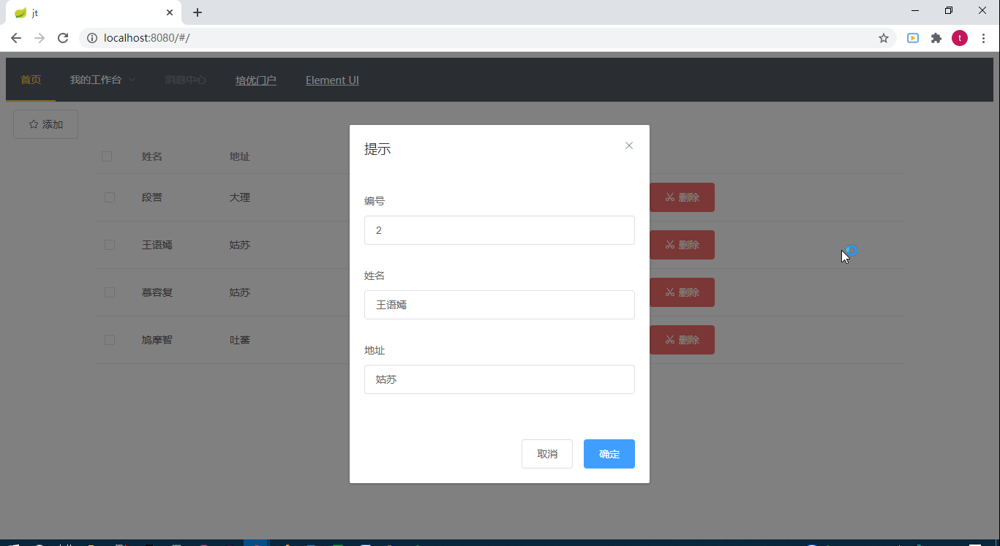 jt
localhost:8080/#/
t
首页 我的工作台 消息中心 培优门户 Element UI
添加
姓名 地址
段誉 大理 删除
王语嫣 姑苏 删除
慕容复 姑苏 删除
鸠摩智 吐蕃 删除
提示
编号
2
姓名
王语嫣
地址
姑苏
取消 确定